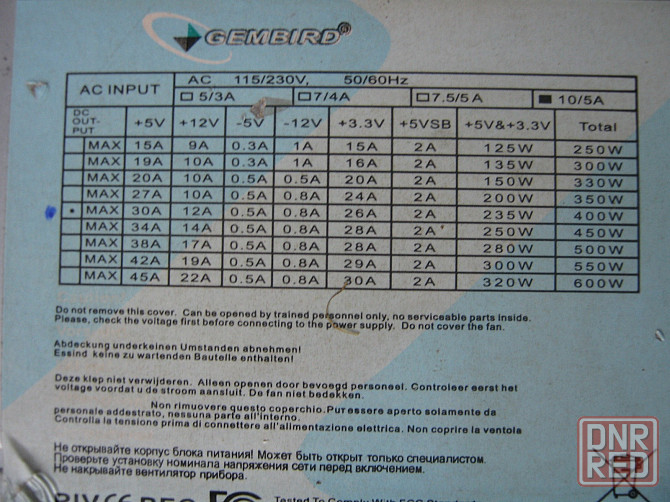 GEMBIRD®
AC INPUT AC 115/230V, 50/60Hz
5/3A 7/4A 7.5/5A 10/5A
DC OUT-PUT +5V +12V -5V -12V +3.3V +5VSB +5V&+3.3V Total
MAX 15A 9A 0.3A 1A 15A 2A 125W 250W
MAX 19A 10A 0.3A 1A 16A 2A 135W 300W
MAX 20A 10A 0.5A 0.5A 20A 2A 150W 330W
MAX 27A 10A 0.5A 0.8A 24A 2A 200W 350W
MAX 30A 12A 0.5A 0.8A 26A 2A 235W 400W
MAX 34A 14A 0.5A 0.8A 28A 2A 250W 450W
MAX 38A 17A 0.5A 0.8A 28A 2A 280W 500W
MAX 42A 19A 0.5A 0.8A 29A 2A 300W 550W
MAX 45A 22A 0.5A 0.8A 30A 2A 320W 600W
Do not remove this cover. Can be opened by trained personnel only, no serviceable parts inside.
Please, check the voltage first before connecting to the power supply. Do not cover the fan.
Abdeckung underkeinen Umstanden abnehmen!
Essind keine zu wartenden Bauteile enthalten!
Deze klep niet verwijderen. Alleen openen door bevoegd personeel. Controleer eerst het
voltage voordat u de stroom aansluit. De fan niet bedekken.
Non rimuovere questo coperchio. Pur essere aperto solamente da
personale addestrato, nessuna parte all'interno.
Controlla la tensione prima di connettere all'alimentazione elettrica. Non coprire la ventola
Не открывайте корпус блока питания! Может быть открыт только специалистом.
Проверьте установку номинала напряжения сети перед включением.
Не накрывайте вентилятор прибора.
DNR
RED